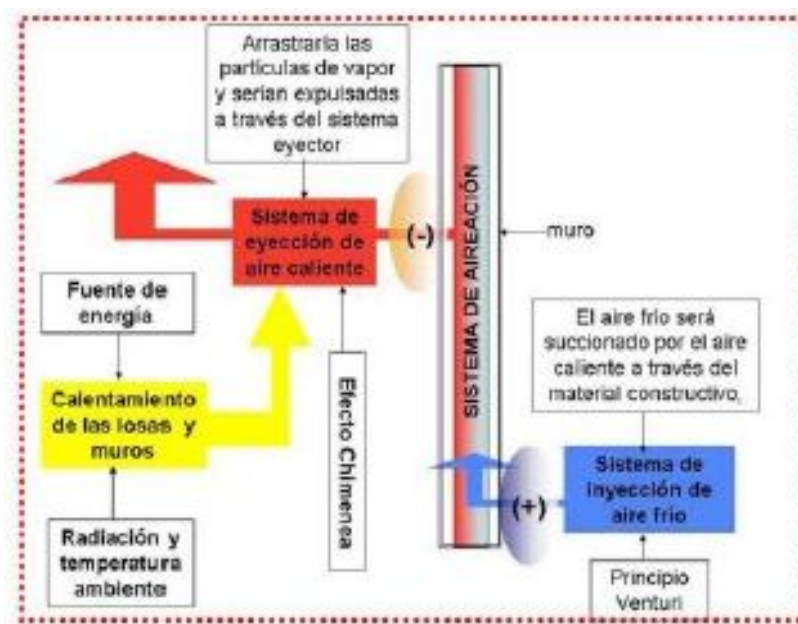 Arrastraría las
partículas de vapor
y serían expulsadas
a través del sistema
eyector
Sistema de
eyección de
aire caliente
(-)
SISTEMA DE AIREACIÓN
muro
Fuente de
energía
Calentamiento
de las losas y
muros
Radiación y
temperatura
ambiente
Efecto Chimenea
El aire frio será
succionado por el aire
caliente a través del
material constructivo,
Sistema de
inyección de
aire frio
(+)
Principio
Venturi